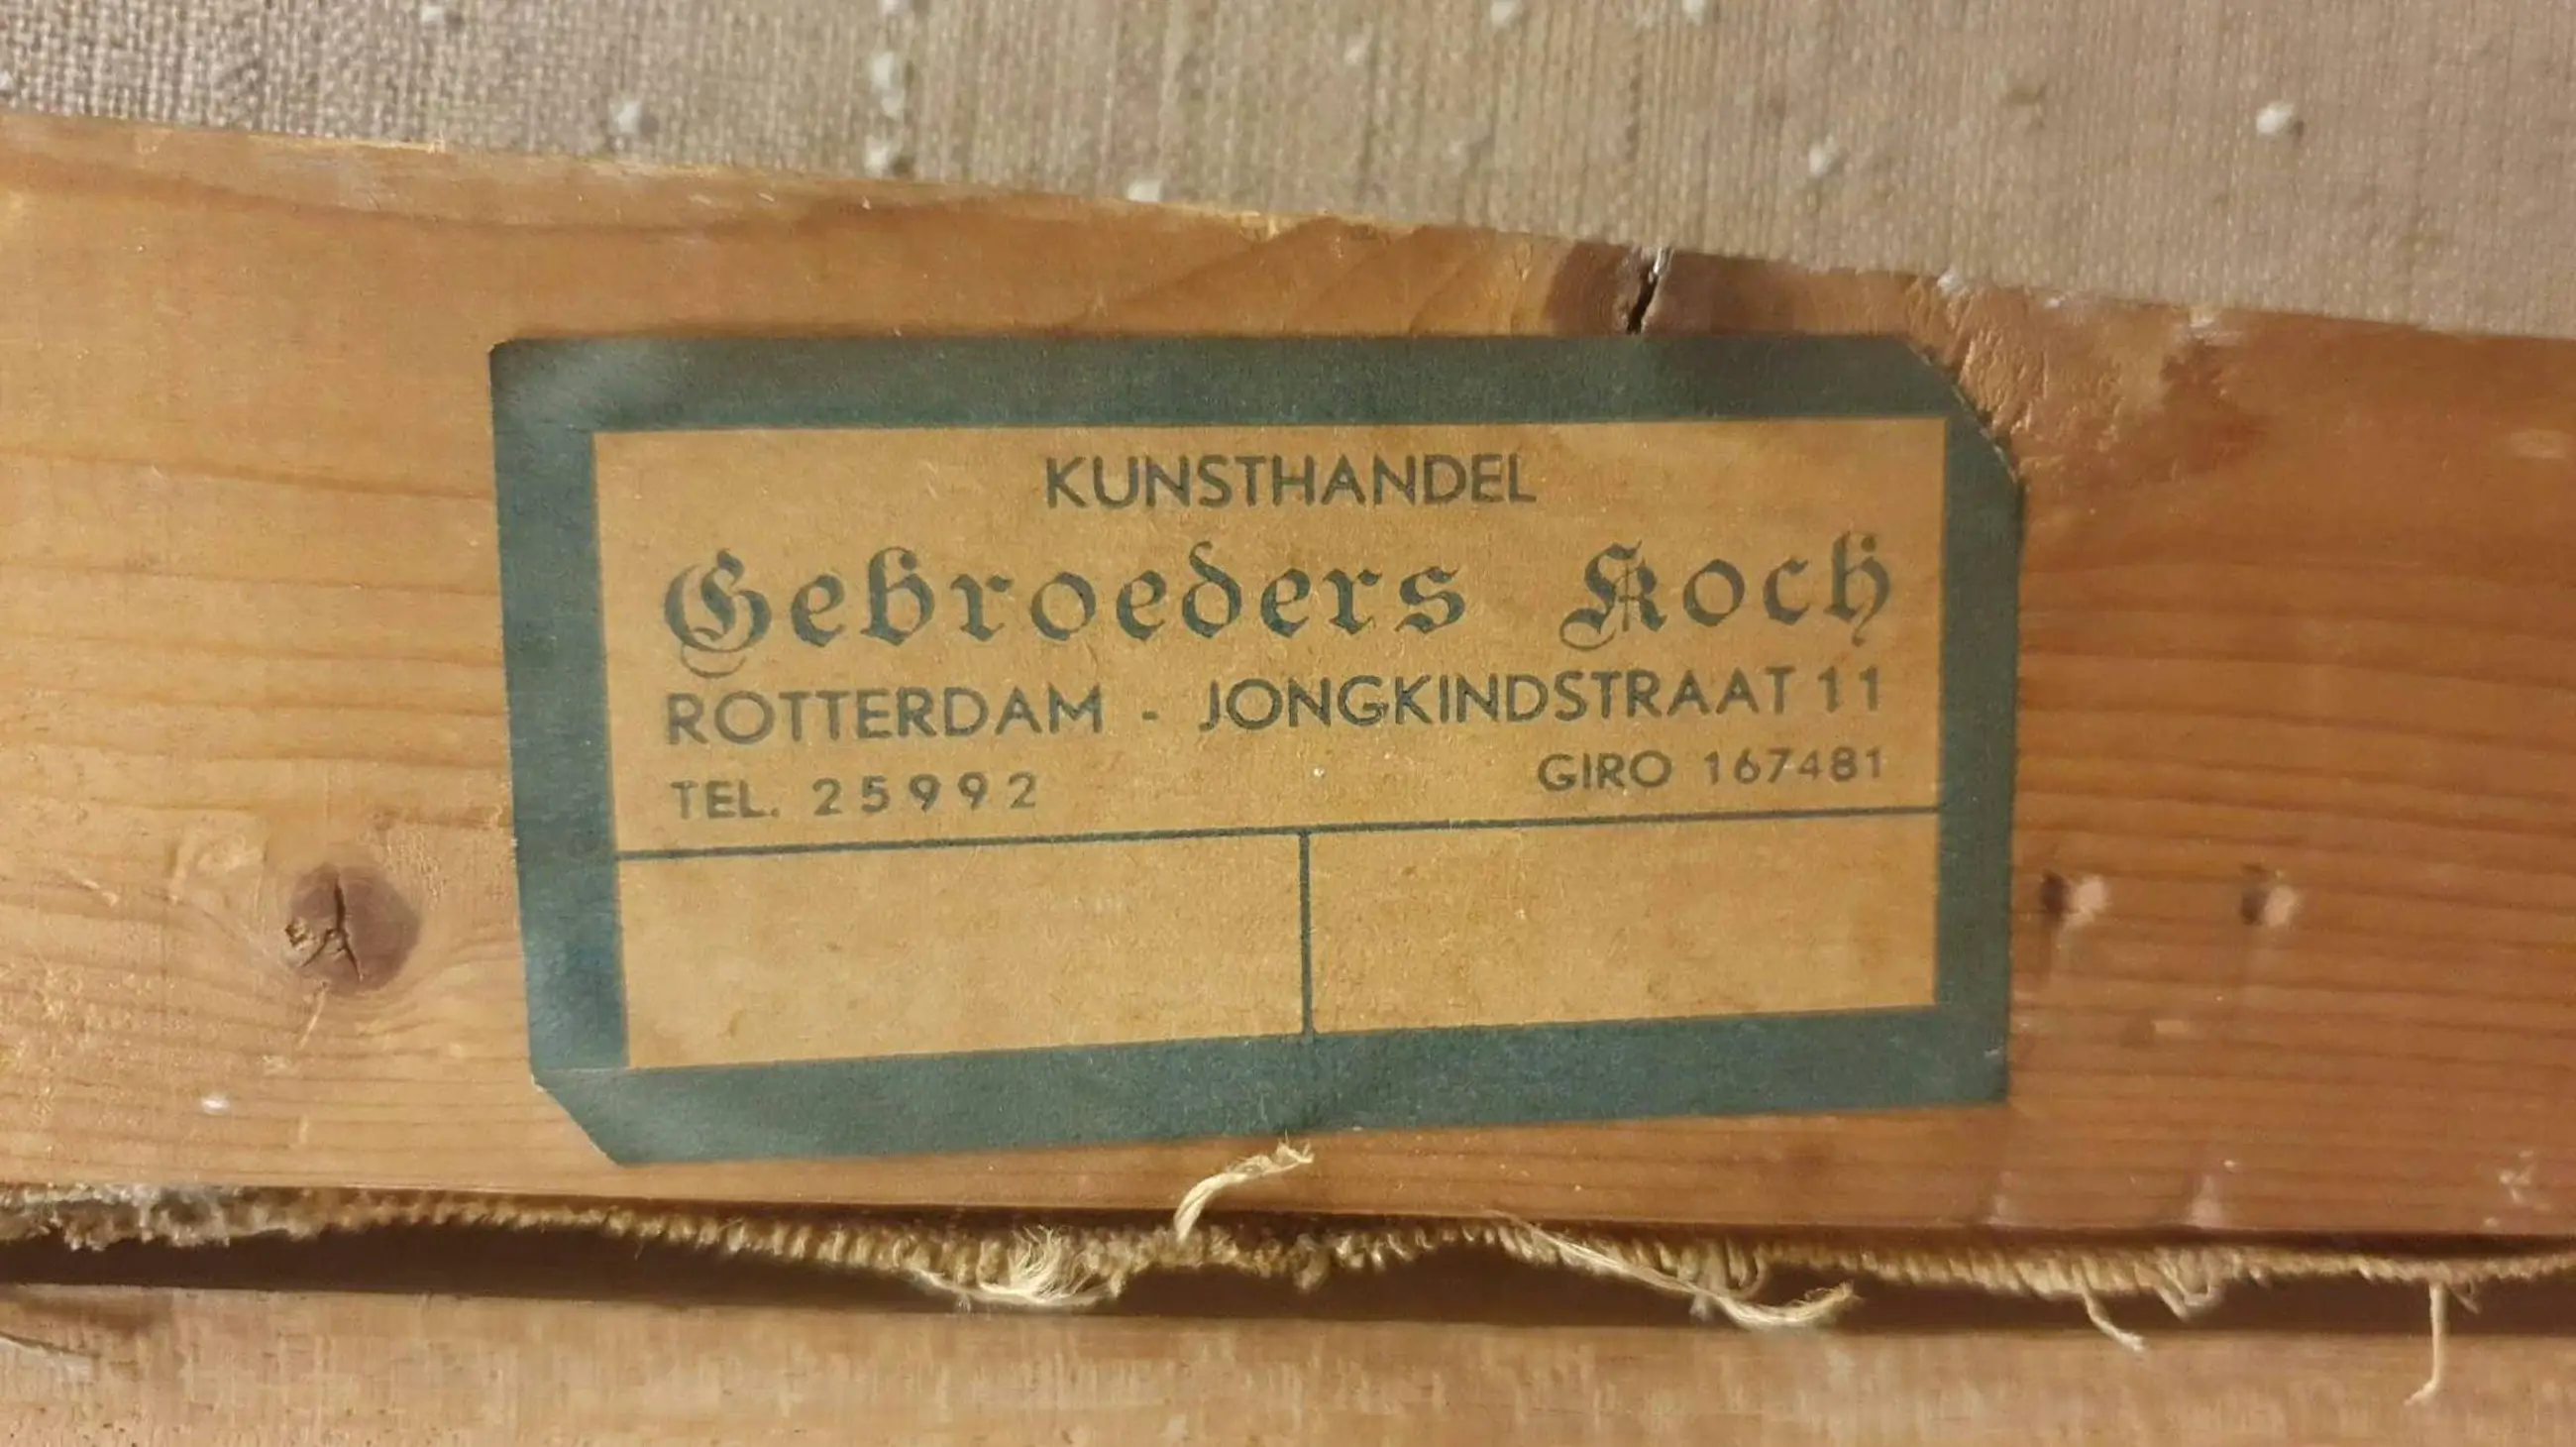 KUNSTHANDEL
Gebroeders Koch
ROTTERDAM - JONGKINDSTRAAT 11
TEL. 25992 GIRO 167481